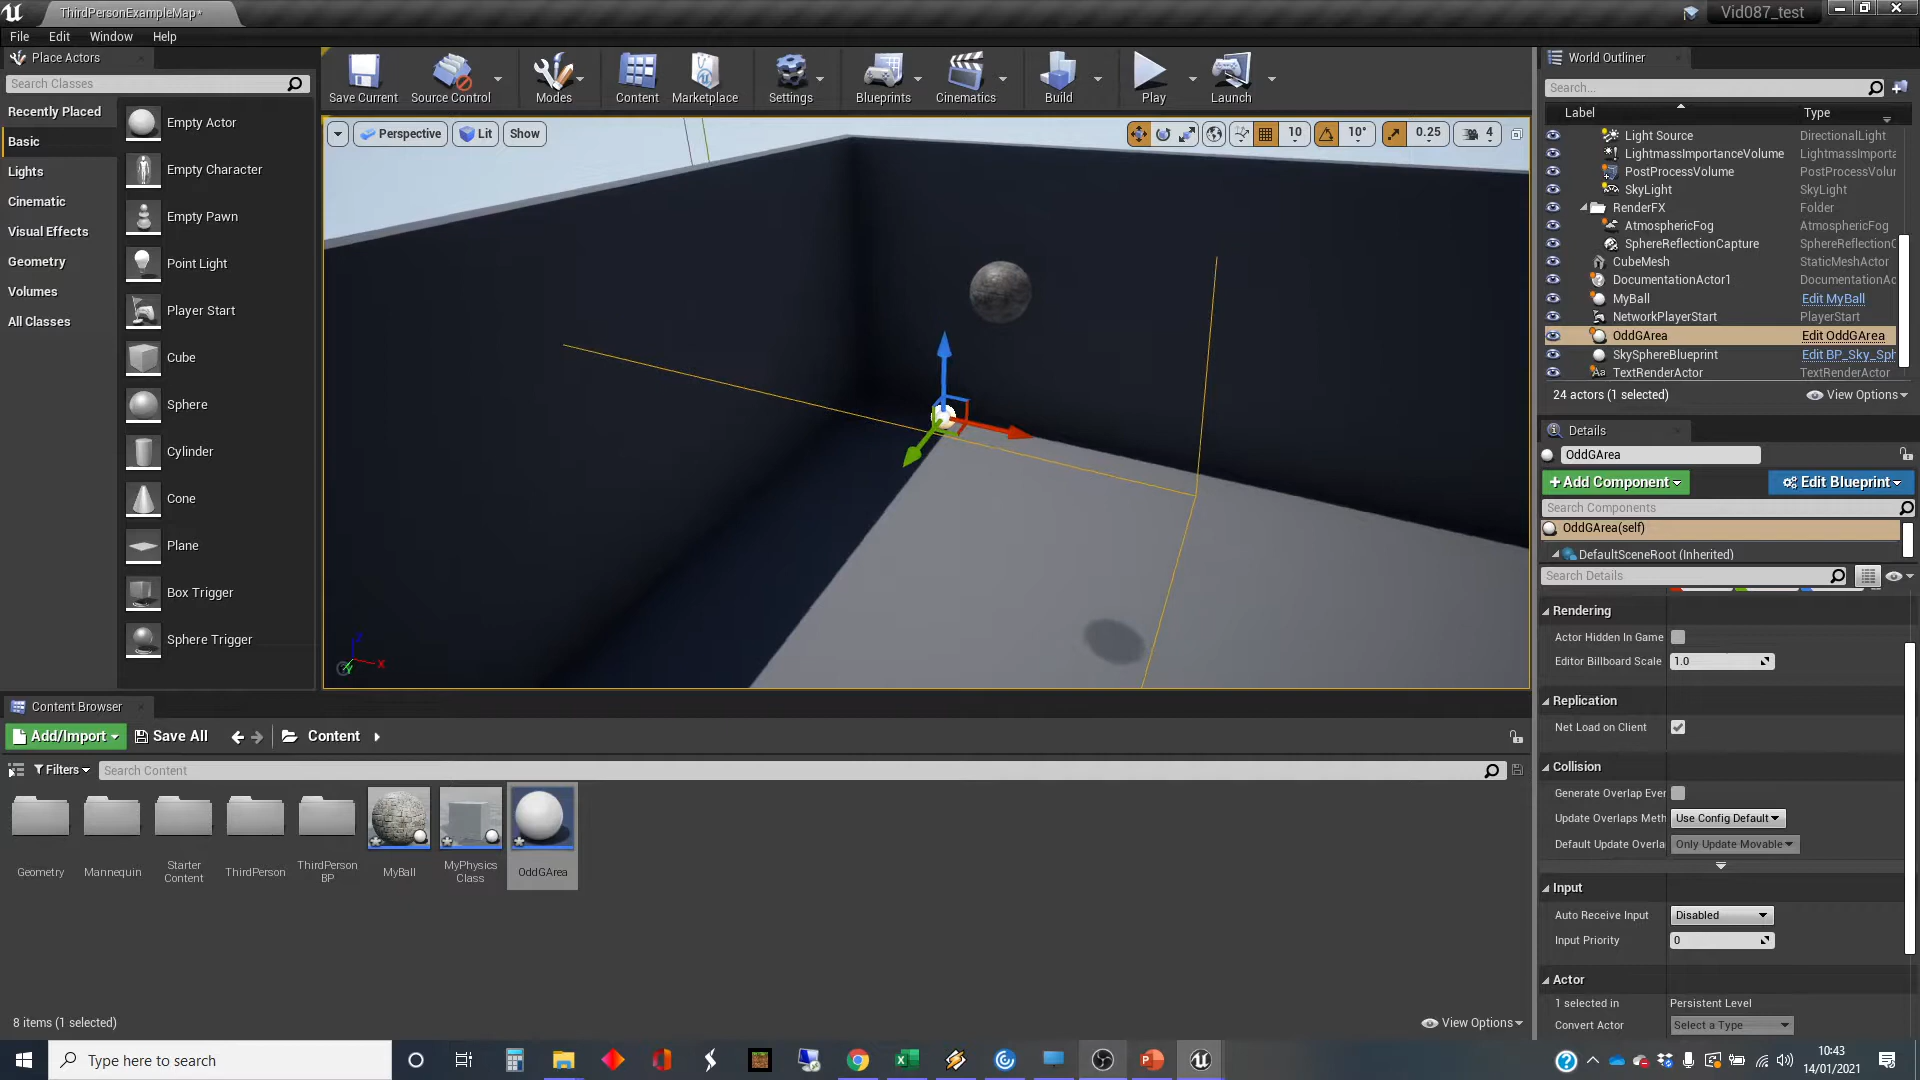 ThirdPersonExampleMap*
Vid087_test
File Edit Window Help
Place Actors
Search Classes
Recently Placed
Basic
Lights
Cinematic
Visual Effects
Geometry
Volumes
All Classes
Empty Actor
Empty Character
Empty Pawn
Point Light
Player Start
Cube
Sphere
Cylinder
Cone
Plane
Box Trigger
Sphere Trigger
Save Current
Source Control
Modes
Content
Marketplace
Settings
Blueprints
Cinematics
Build
Play
Launch
Perspective Lit Show
10 10° 0.25 4
Z
X
Y
World Outliner
Search...
Label Type
Light Source DirectionalLight
LightmassImportanceVolume LightmassImporta
PostProcessVolume PostProcessVolur
SkyLight SkyLight
RenderFX Folder
AtmosphericFog AtmosphericFog
SphereReflectionCapture SphereReflectionC
CubeMesh StaticMeshActor
DocumentationActor1 DocumentationAc
MyBall Edit MyBall
NetworkPlayerStart PlayerStart
OddGArea Edit OddGArea
SkySphereBlueprint Edit BP_Sky_Sph
TextRenderActor TextRenderActor
24 actors (1 selected) View Options
Details
OddGArea
+Add Component Edit Blueprint
Search Components
OddGArea(self)
DefaultSceneRoot (Inherited)
Search Details
Rendering
Actor Hidden In Game
Editor Billboard Scale 1.0
Replication
Net Load on Client
Collision
Generate Overlap Ever
Update Overlaps Meth Use Config Default
Default Update Overla Only Update Movable
Input
Auto Receive Input Disabled
Input Priority 0
Actor
1 selected in Persistent Level
Convert Actor Select a Type
Content Browser
Add/Import Save All Content
Filters Search Content
Geometry
Mannequin
Starter
Content
ThirdPerson
ThirdPerson
BP
MyBall
MyPhysics
Class
OddGArea
8 items (1 selected) View Options
Type here to search
10:43
14/01/2021